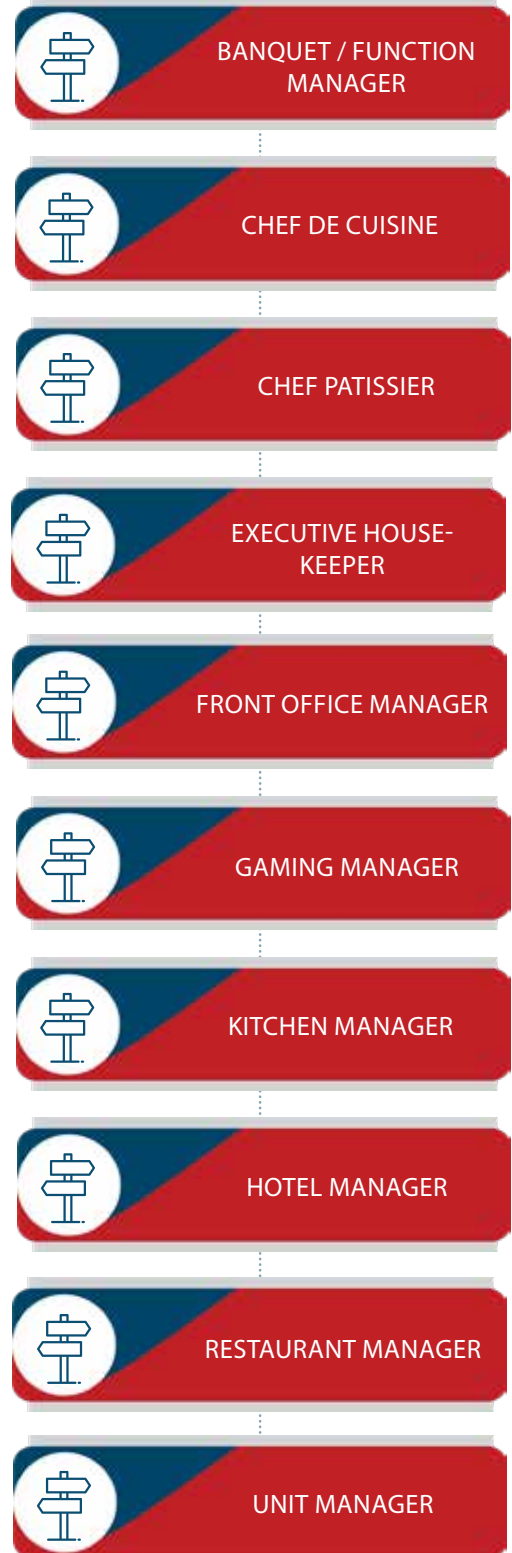 BANQUET / FUNCTION
MANAGER
CHEF DE CUISINE
CHEF PATISSIER
EXECUTIVE HOUSE-
KEEPER
FRONT OFFICE MANAGER
GAMING MANAGER
KITCHEN MANAGER
HOTEL MANAGER
RESTAURANT MANAGER
UNIT MANAGER